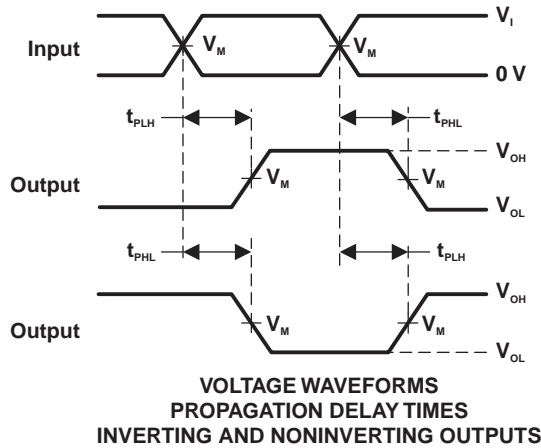 Input
V_M
V_M
V_I
0 V
t_PLH
t_PHL
Output
V_M
V_M
V_OH
V_OL
t_PHL
t_PLH
Output
V_M
V_M
V_OH
V_OL
VOLTAGE WAVEFORMS
PROPAGATION DELAY TIMES
INVERTING AND NONINVERTING OUTPUTS